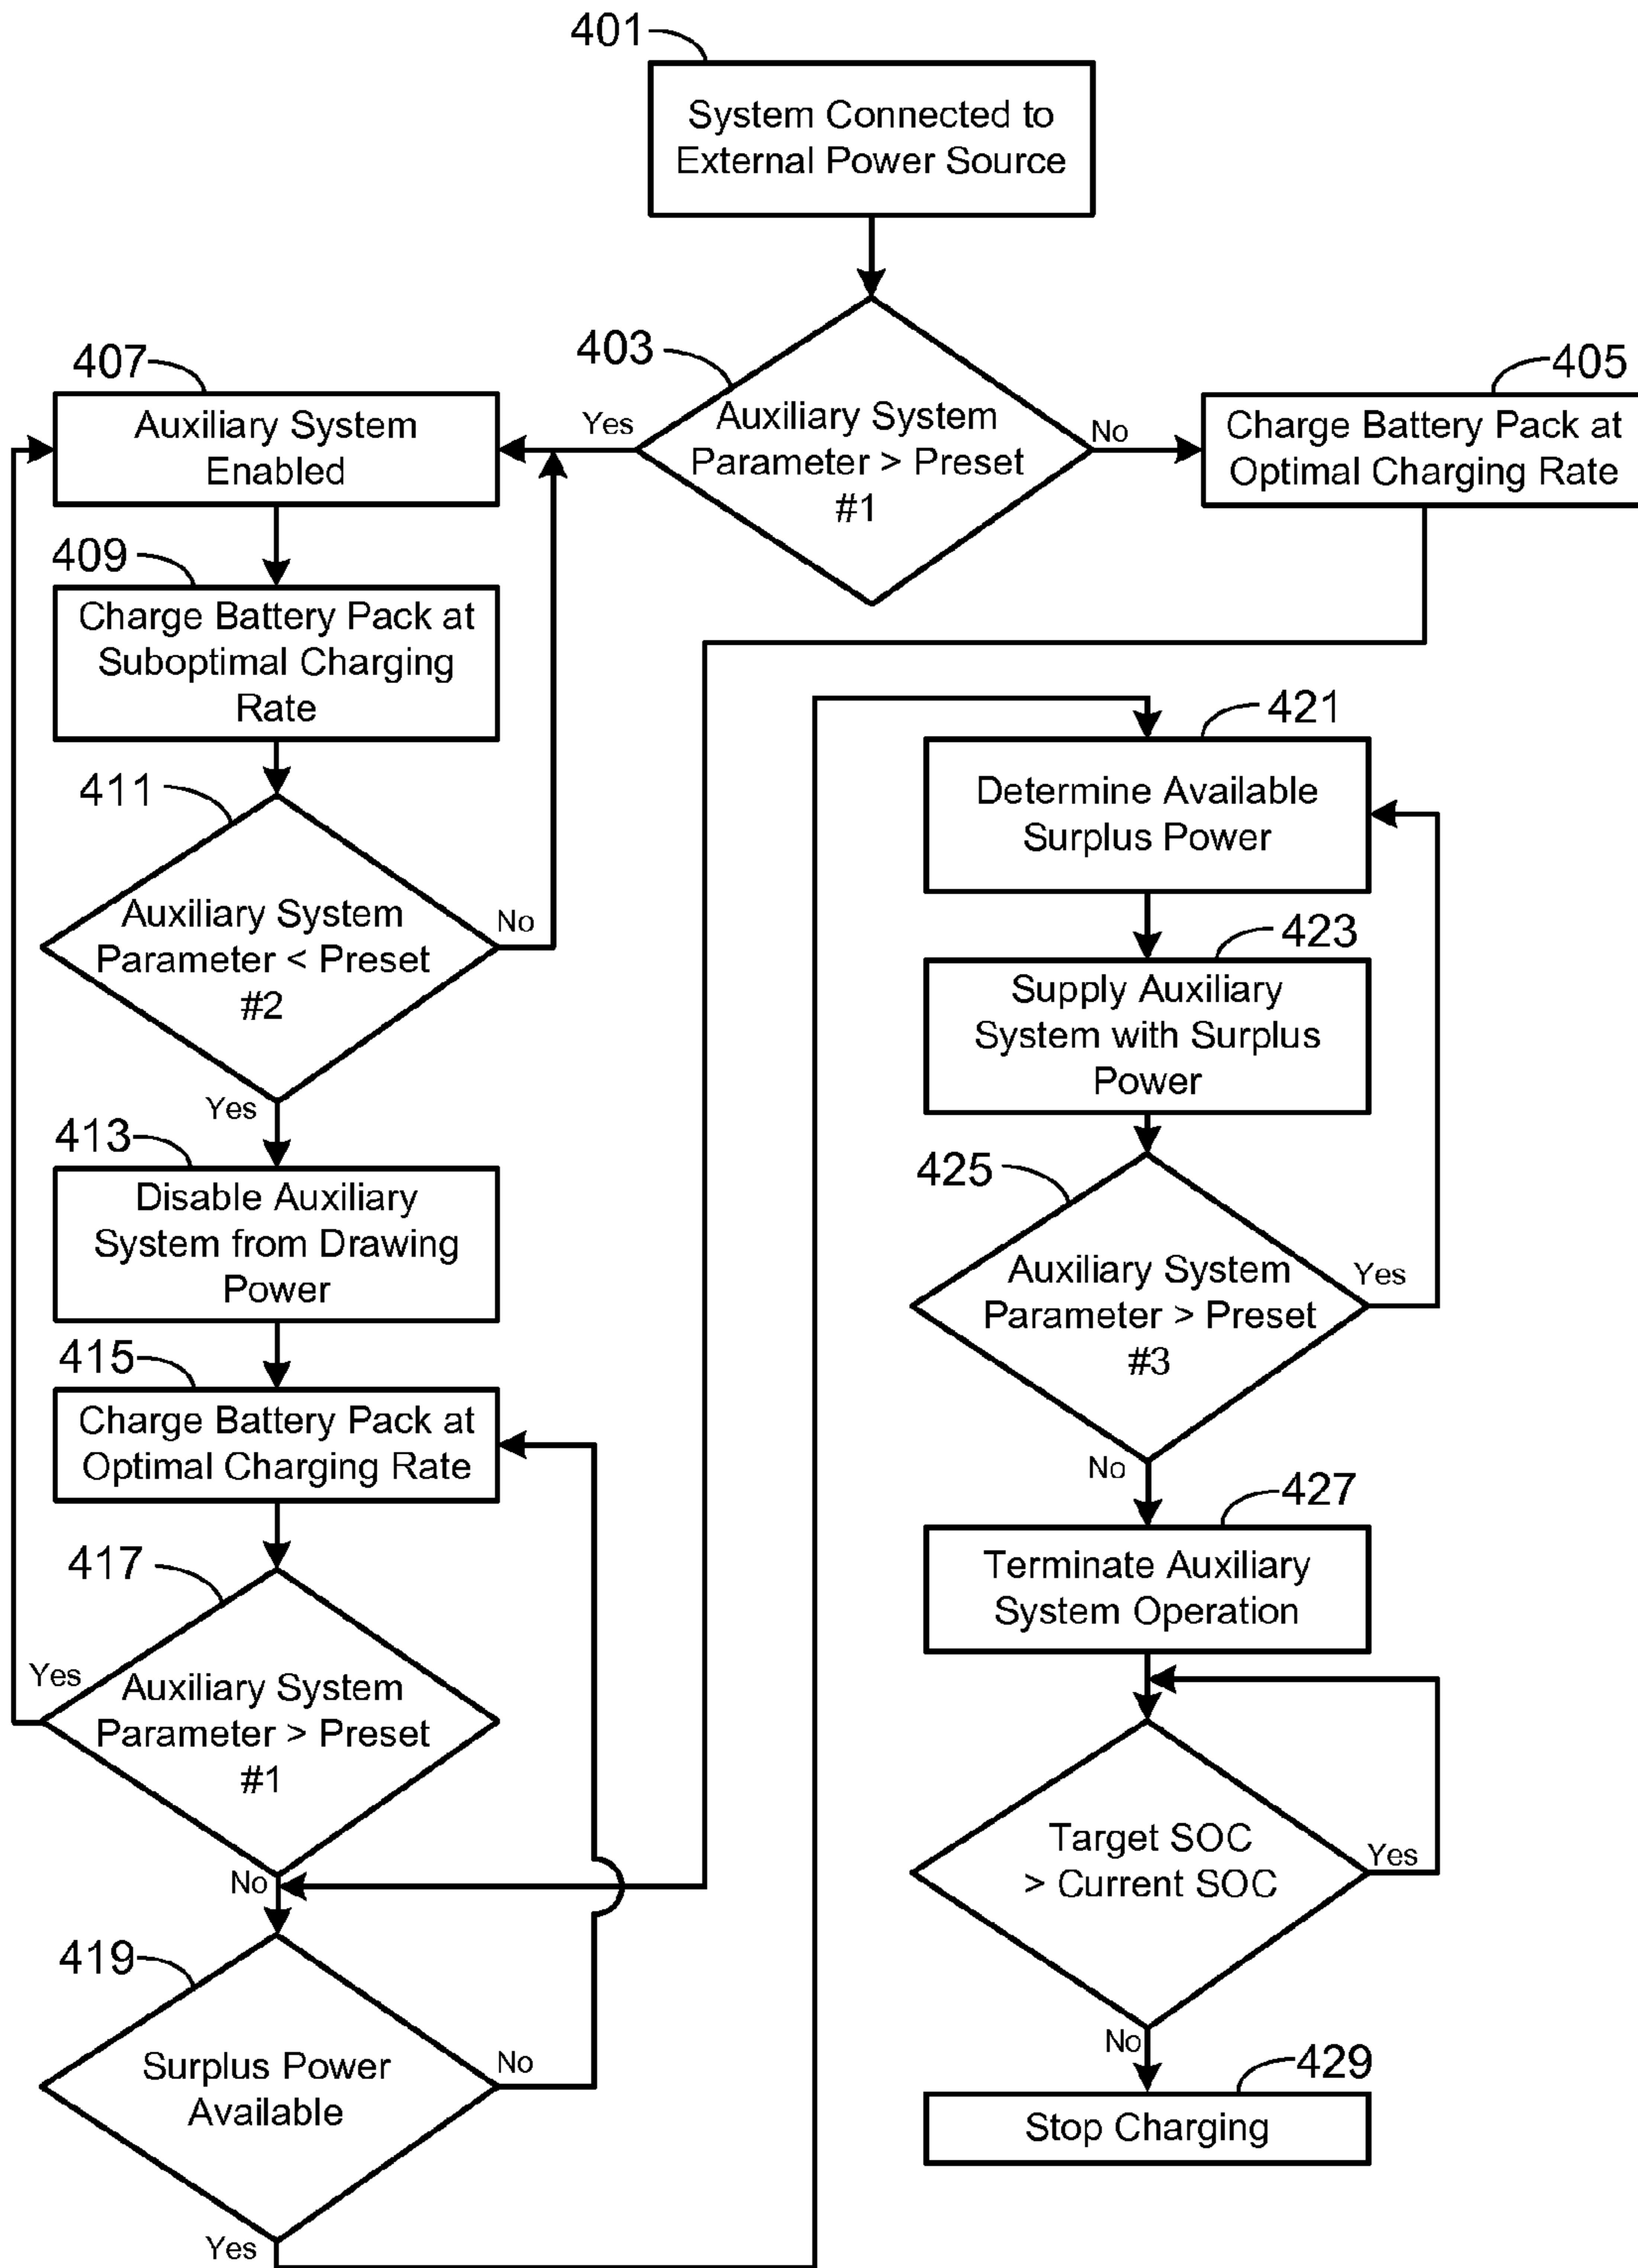 401
System Connected to
External Power Source
403
Auxiliary System
Parameter > Preset
#1
Yes
No
405
Charge Battery Pack at
Optimal Charging Rate
407
Auxiliary System
Enabled
409
Charge Battery Pack at
Suboptimal Charging
Rate
411
Auxiliary System
Parameter < Preset
#2
No
Yes
413
Disable Auxiliary
System from Drawing
Power
415
Charge Battery Pack at
Optimal Charging Rate
417
Auxiliary System
Parameter > Preset
#1
Yes
No
419
Surplus Power
Available
No
Yes
421
Determine Available
Surplus Power
423
Supply Auxiliary
System with Surplus
Power
425
Auxiliary System
Parameter > Preset
#3
Yes
No
427
Terminate Auxiliary
System Operation
Target SOC
> Current SOC
Yes
No
429
Stop Charging